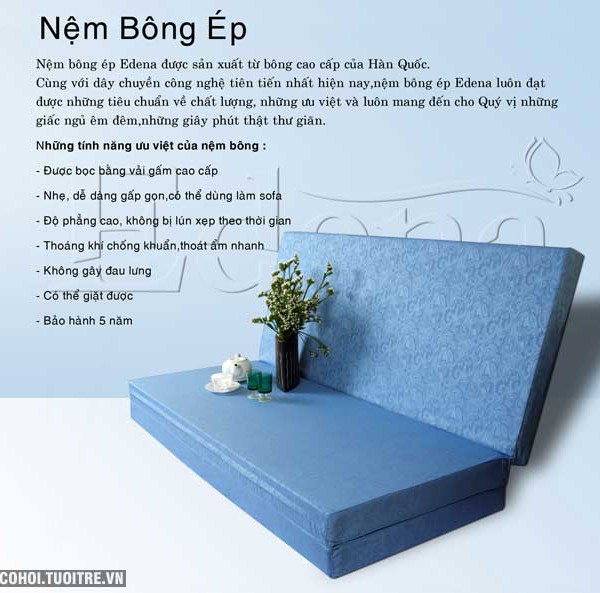 Nệm Bông Ép
Nệm bông ép Edena được sản xuất từ bông cao cấp của Hàn Quốc.
Cùng với dây chuyền công nghệ tiên tiến nhất hiện nay,nệm bông ép Edena luôn đạt
được những tiêu chuẩn về chất lượng, những ưu việt và luôn mang đến cho Quý vị những
giấc ngủ êm đêm,những giây phút thật thư giãn.
Những tính năng ưu việt của nệm bông :
- Được bọc bằng vải gấm cao cấp
- Nhẹ, dễ dàng gấp gọn,có thể dùng làm sofa
- Độ phẳng cao, không bị lún xẹp theo thời gian
- Thoáng khí chống khuẩn,thoát ẩm nhanh
- Không gây đau lưng
- Có thể giặt được
- Bảo hành 5 năm
Edena
COHOI.TUOITRE.VN